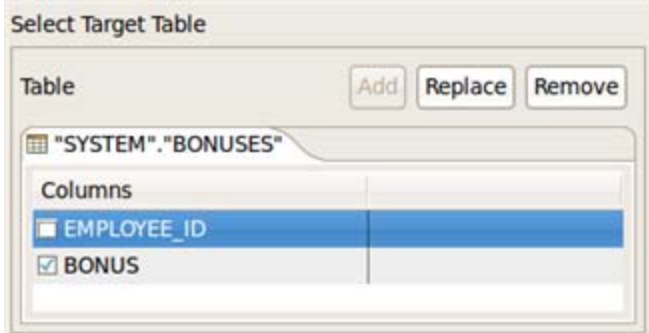 Select Target Table
Table Add Replace Remove
"SYSTEM"."BONUSES"
Columns
EMPLOYEE_ID
BONUS